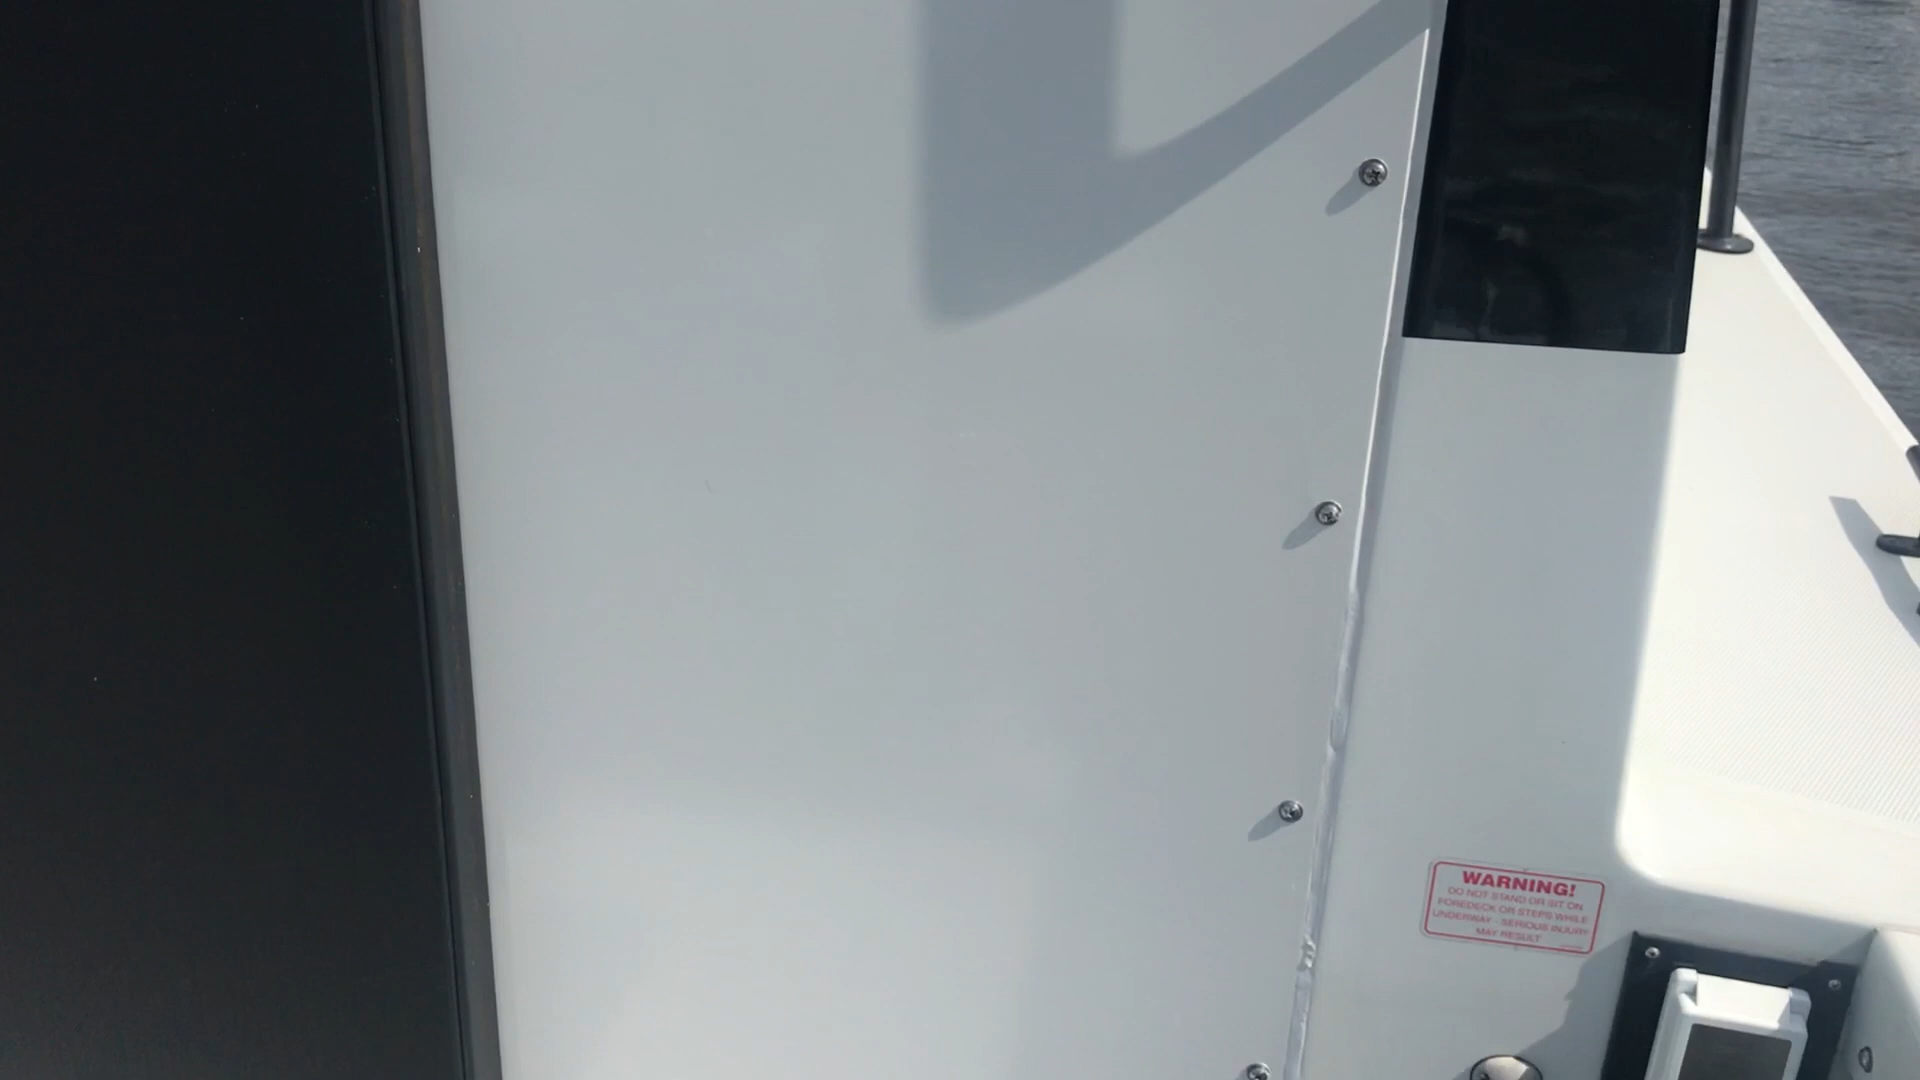 WARNING!
DO NOT STAND OR SIT ON
FOREDECK OR STEPS WHILE
UNDERWAY - SERIOUS INJURY
MAY RESULT